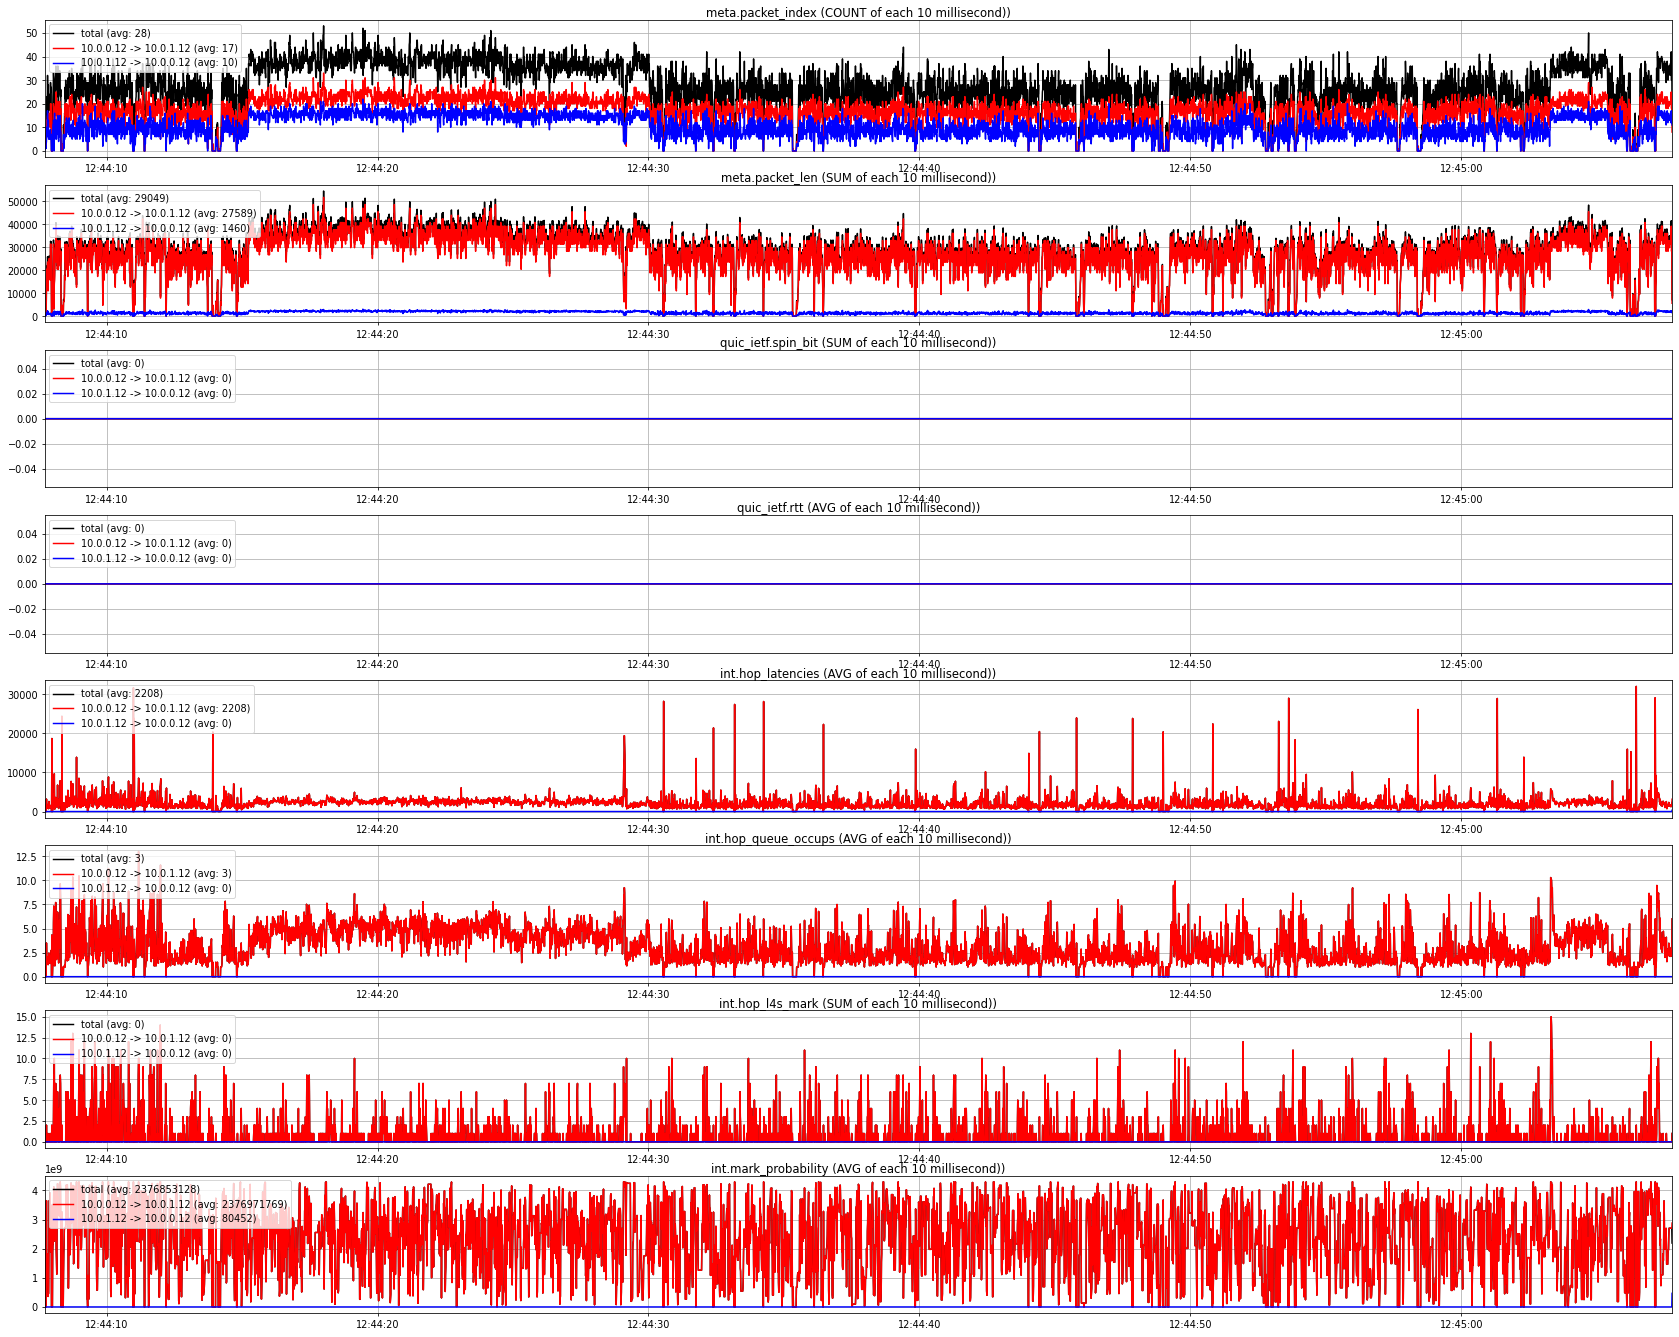 meta.packet_index (COUNT of each 10 millisecond))
50
40
30
20
10
0
total (avg: 28)
10.0.0.12 -> 10.0.1.12 (avg: 17)
10.0.1.12 -> 10.0.0.12 (avg: 10)
12:44:10 12:44:20 12:44:30 12:44:40 12:44:50 12:45:00
meta.packet_len (SUM of each 10 millisecond))
50000
40000
30000
20000
10000
0
total (avg: 29049)
10.0.0.12 -> 10.0.1.12 (avg: 27589)
10.0.1.12 -> 10.0.0.12 (avg: 1460)
12:44:10 12:44:20 12:44:30 12:44:40 12:44:50 12:45:00
quic_ietf.spin_bit (SUM of each 10 millisecond))
0.04
0.02
0.00
−0.02
−0.04
total (avg: 0)
10.0.0.12 -> 10.0.1.12 (avg: 0)
10.0.1.12 -> 10.0.0.12 (avg: 0)
12:44:10 12:44:20 12:44:30 12:44:40 12:44:50 12:45:00
quic_ietf.rtt (AVG of each 10 millisecond))
0.04
0.02
0.00
−0.02
−0.04
total (avg: 0)
10.0.0.12 -> 10.0.1.12 (avg: 0)
10.0.1.12 -> 10.0.0.12 (avg: 0)
12:44:10 12:44:20 12:44:30 12:44:40 12:44:50 12:45:00
int.hop_latencies (AVG of each 10 millisecond))
30000
20000
10000
0
total (avg: 2208)
10.0.0.12 -> 10.0.1.12 (avg: 2208)
10.0.1.12 -> 10.0.0.12 (avg: 0)
12:44:10 12:44:20 12:44:30 12:44:40 12:44:50 12:45:00
int.hop_queue_occups (AVG of each 10 millisecond))
12.5
10.0
7.5
5.0
2.5
0.0
total (avg: 3)
10.0.0.12 -> 10.0.1.12 (avg: 3)
10.0.1.12 -> 10.0.0.12 (avg: 0)
12:44:10 12:44:20 12:44:30 12:44:40 12:44:50 12:45:00
int.hop_l4s_mark (SUM of each 10 millisecond))
15.0
12.5
10.0
7.5
5.0
2.5
0.0
total (avg: 0)
10.0.0.12 -> 10.0.1.12 (avg: 0)
10.0.1.12 -> 10.0.0.12 (avg: 0)
12:44:10 12:44:20 12:44:30 12:44:40 12:44:50 12:45:00
int.mark_probability (AVG of each 10 millisecond))
1e9
4
3
2
1
0
total (avg: 2376853128)
10.0.0.12 -> 10.0.1.12 (avg: 2376971769)
10.0.1.12 -> 10.0.0.12 (avg: 80452)
12:44:10 12:44:20 12:44:30 12:44:40 12:44:50 12:45:00